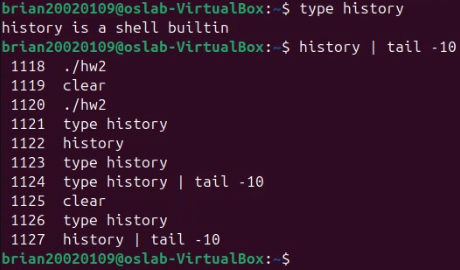 brian20020109@oslab-VirtualBox:~$ type history
history is a shell builtin
brian20020109@oslab-VirtualBox:~$ history | tail -10
1118  ./hw2
1119  clear
1120  ./hw2
1121  type history
1122  history
1123  type history
1124  type history | tail -10
1125  clear
1126  type history
1127  history | tail -10
brian20020109@oslab-VirtualBox:~$